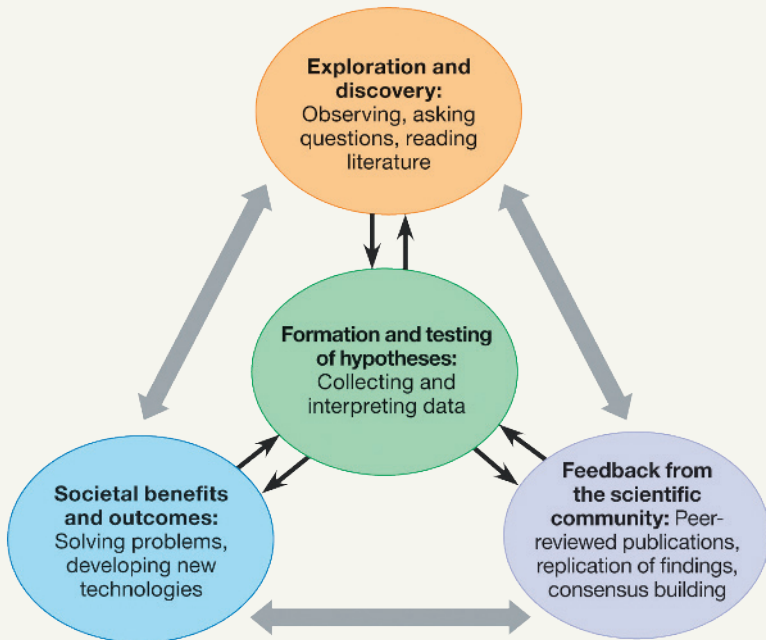 Exploration and
discovery:
Observing, asking
questions, reading
literature
Formation and testing
of hypotheses:
Collecting and
interpreting data
Societal benefits
and outcomes:
Solving problems,
developing new
technologies
Feedback from
the scientific
community: Peer-
reviewed publications,
replication of findings,
consensus building